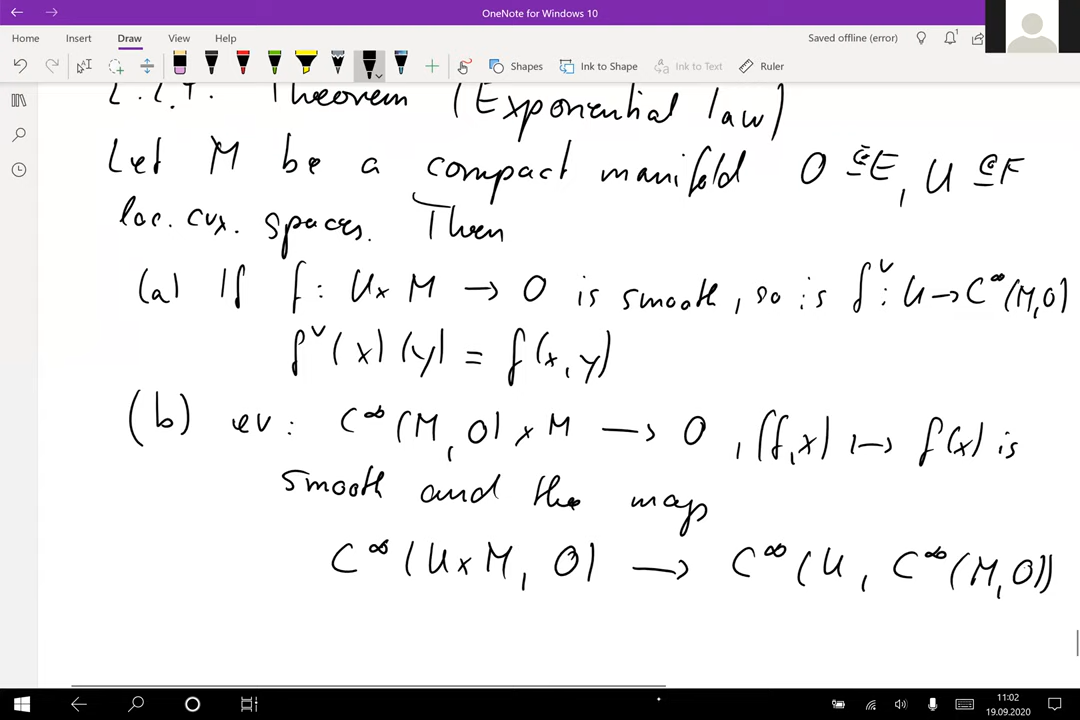 OneNote for Windows 10
Home Insert Draw View Help
Saved offline (error)
Shapes Ink to Shape Ink to Text Ruler
Theorem (Exponential law)
Let M be a compact manifold O ⊆ E, U ⊆ F
loc. cvx. spaces. Then
(a) If f : U × M → O is smooth, so is f^∨ : U → C^∞(M,O)
f^∨(x)(y) = f(x,y)
(b) ev : C^∞(M,O) × M → O, (f,x) ↦ f(x) is
smooth and the map
C^∞(U×M, O) → C^∞(U, C^∞(M,O))
11:02
19.09.2020